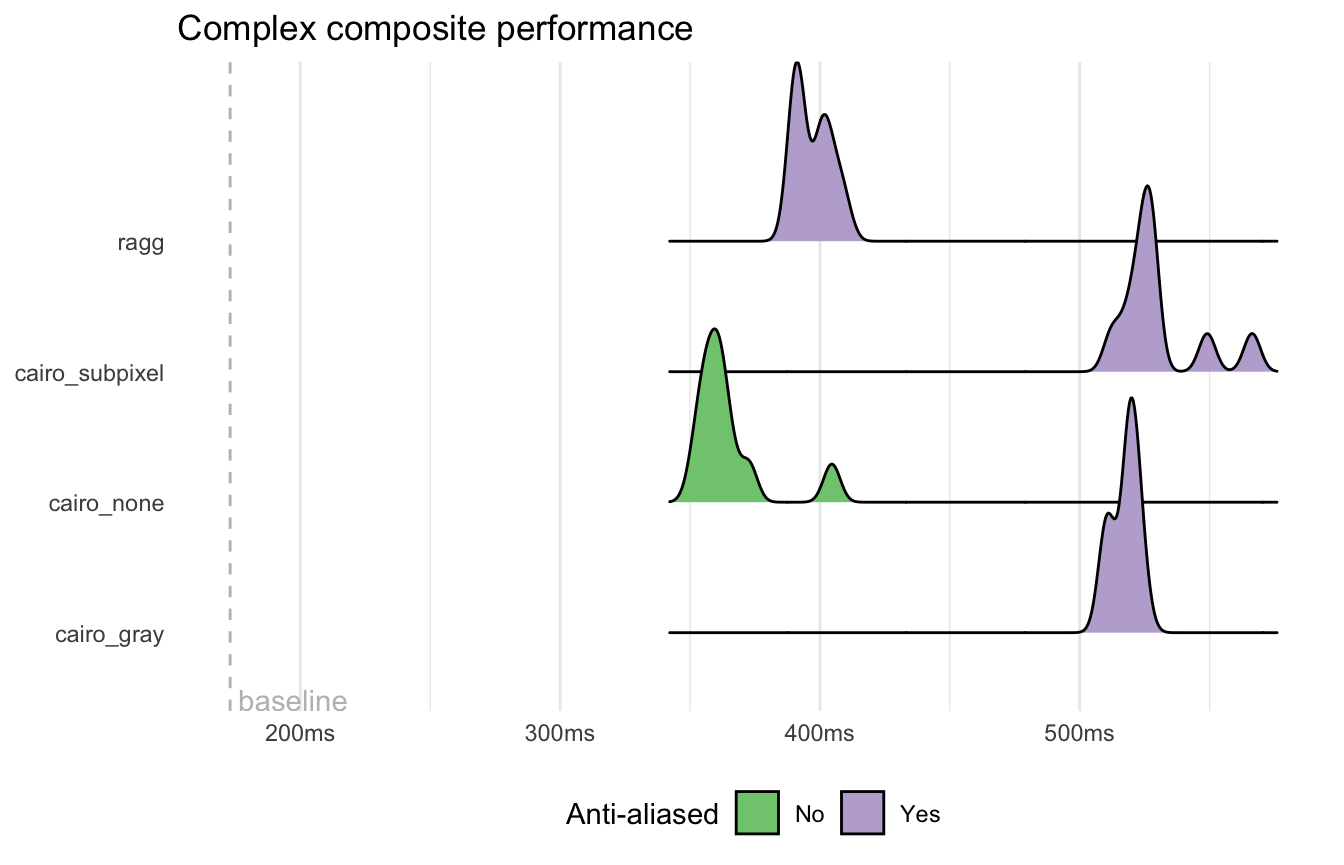 Complex composite performance
ragg
cairo_subpixel
cairo_none
cairo_gray
baseline
200ms 300ms 400ms 500ms
Anti-aliased No Yes